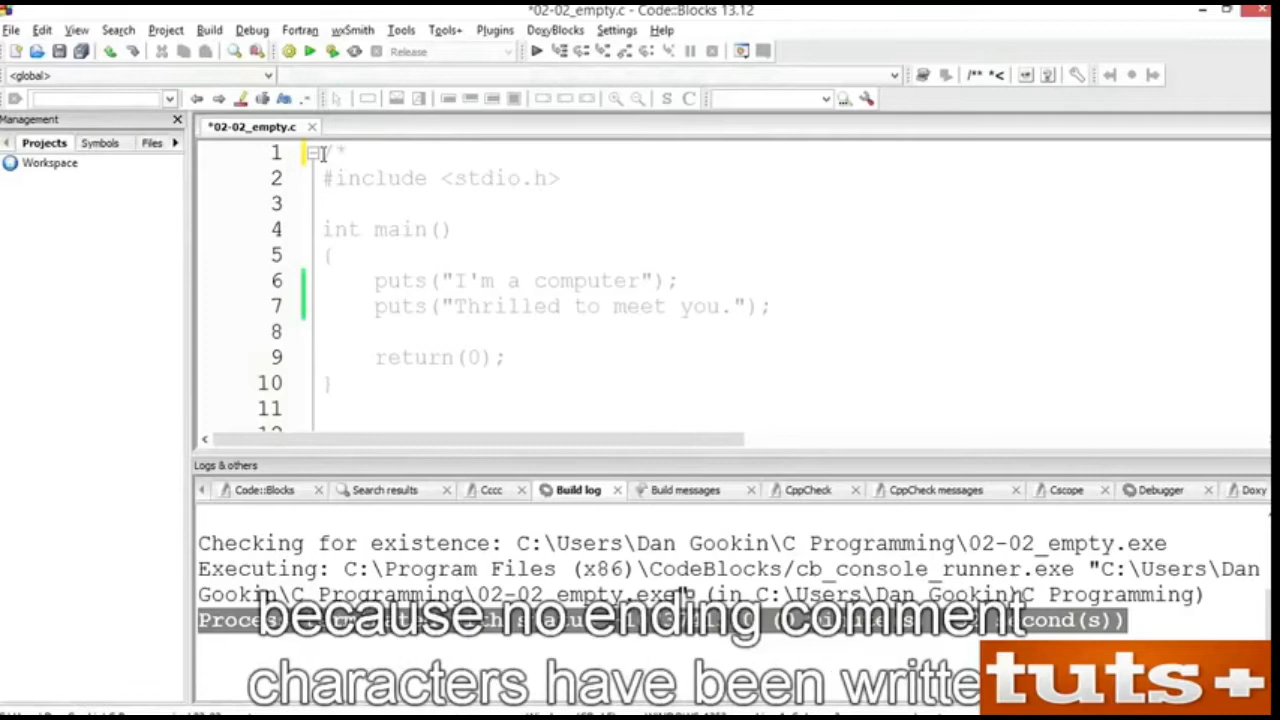 *02-02_empty.c - Code::Blocks 13.12
File Edit View Search Project Build Debug Fortran wxSmith Tools Tools+ Plugins DoxyBlocks Settings Help
Release
<global>
/** *<
S C
Management
*02-02_empty.c
Projects Symbols Files
Workspace
1 /*
2 #include <stdio.h>
3
4 int main()
5 {
6 puts("I'm a computer");
7 puts("Thrilled to meet you.");
8
9 return(0);
10 }
11
Logs & others
Code::Blocks Search results Cccc Build log Build messages CppCheck CppCheck messages Cscope Debugger Doxy
Checking for existence: C:\Users\Dan Gookin\C Programming\02-02_empty.exe
Executing: C:\Program Files (x86)\CodeBlocks/cb_console_runner.exe "C:\Users\Dan
Gookin\C Programming\02-02_empty.exe" (in C:\Users\Dan Gookin\C Programming)
because no ending comment
characters have been writte
tuts+